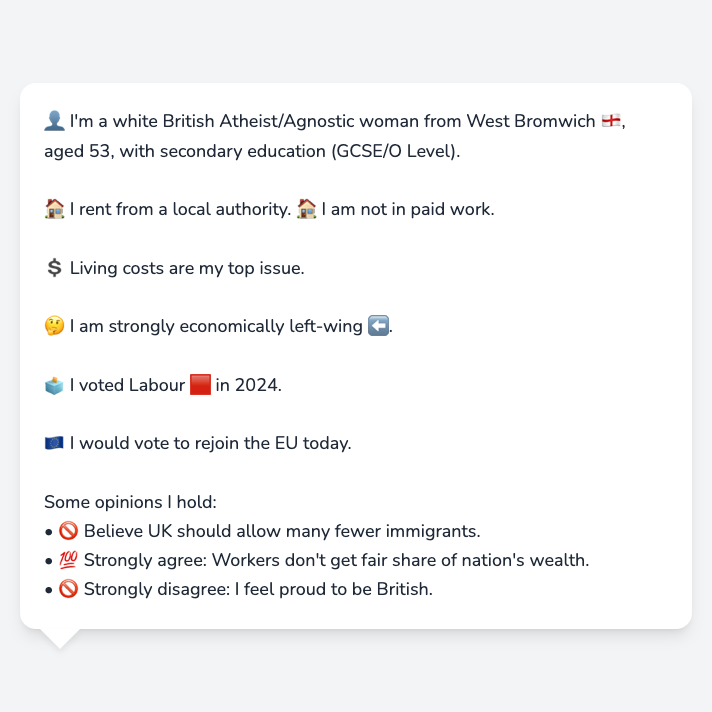 👤 I'm a white British Atheist/Agnostic woman from West Bromwich 🏴󠁧󠁢󠁥󠁮󠁧󠁿,
aged 53, with secondary education (GCSE/O Level).
🏠 I rent from a local authority. 🏠 I am not in paid work.
💲 Living costs are my top issue.
🤔 I am strongly economically left-wing ⬅️.
🗳️ I voted Labour 🟥 in 2024.
🇪🇺 I would vote to rejoin the EU today.
Some opinions I hold:
• 🚫 Believe UK should allow many fewer immigrants.
• 💯 Strongly agree: Workers don't get fair share of nation's wealth.
• 🚫 Strongly disagree: I feel proud to be British.